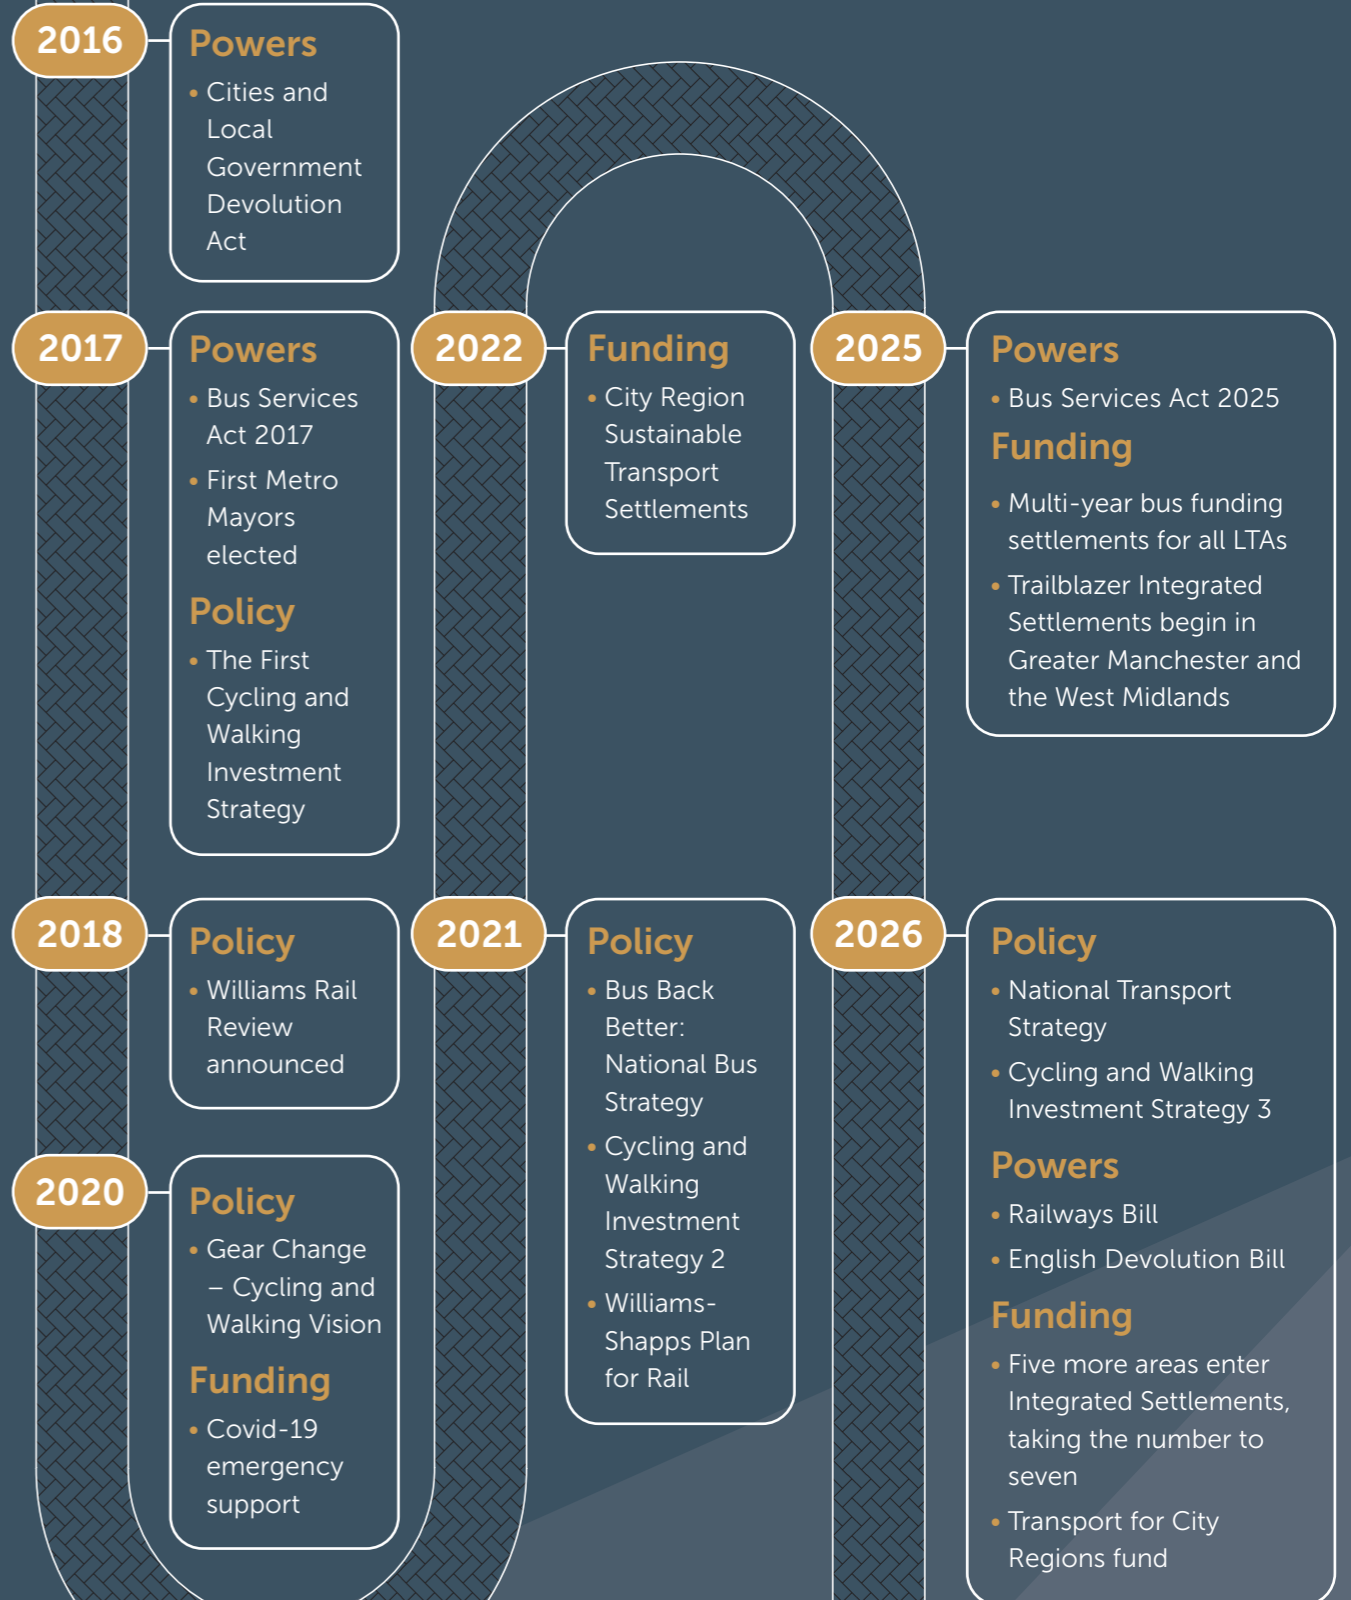 2016
Powers
• Cities and
Local
Government
Devolution
Act
2017
Powers
• Bus Services
Act 2017
• First Metro
Mayors
elected
Policy
• The First
Cycling and
Walking
Investment
Strategy
2018
Policy
• Williams Rail
Review
announced
2020
Policy
• Gear Change
– Cycling and
Walking Vision
Funding
• Covid-19
emergency
support
2021
Policy
• Bus Back
Better:
National Bus
Strategy
• Cycling and
Walking
Investment
Strategy 2
• Williams-
Shapps Plan
for Rail
2022
Funding
• City Region
Sustainable
Transport
Settlements
2025
Powers
• Bus Services Act 2025
Funding
• Multi-year bus funding
settlements for all LTAs
• Trailblazer Integrated
Settlements begin in
Greater Manchester and
the West Midlands
2026
Policy
• National Transport
Strategy
• Cycling and Walking
Investment Strategy 3
Powers
• Railways Bill
• English Devolution Bill
Funding
• Five more areas enter
Integrated Settlements,
taking the number to
seven
• Transport for City
Regions fund